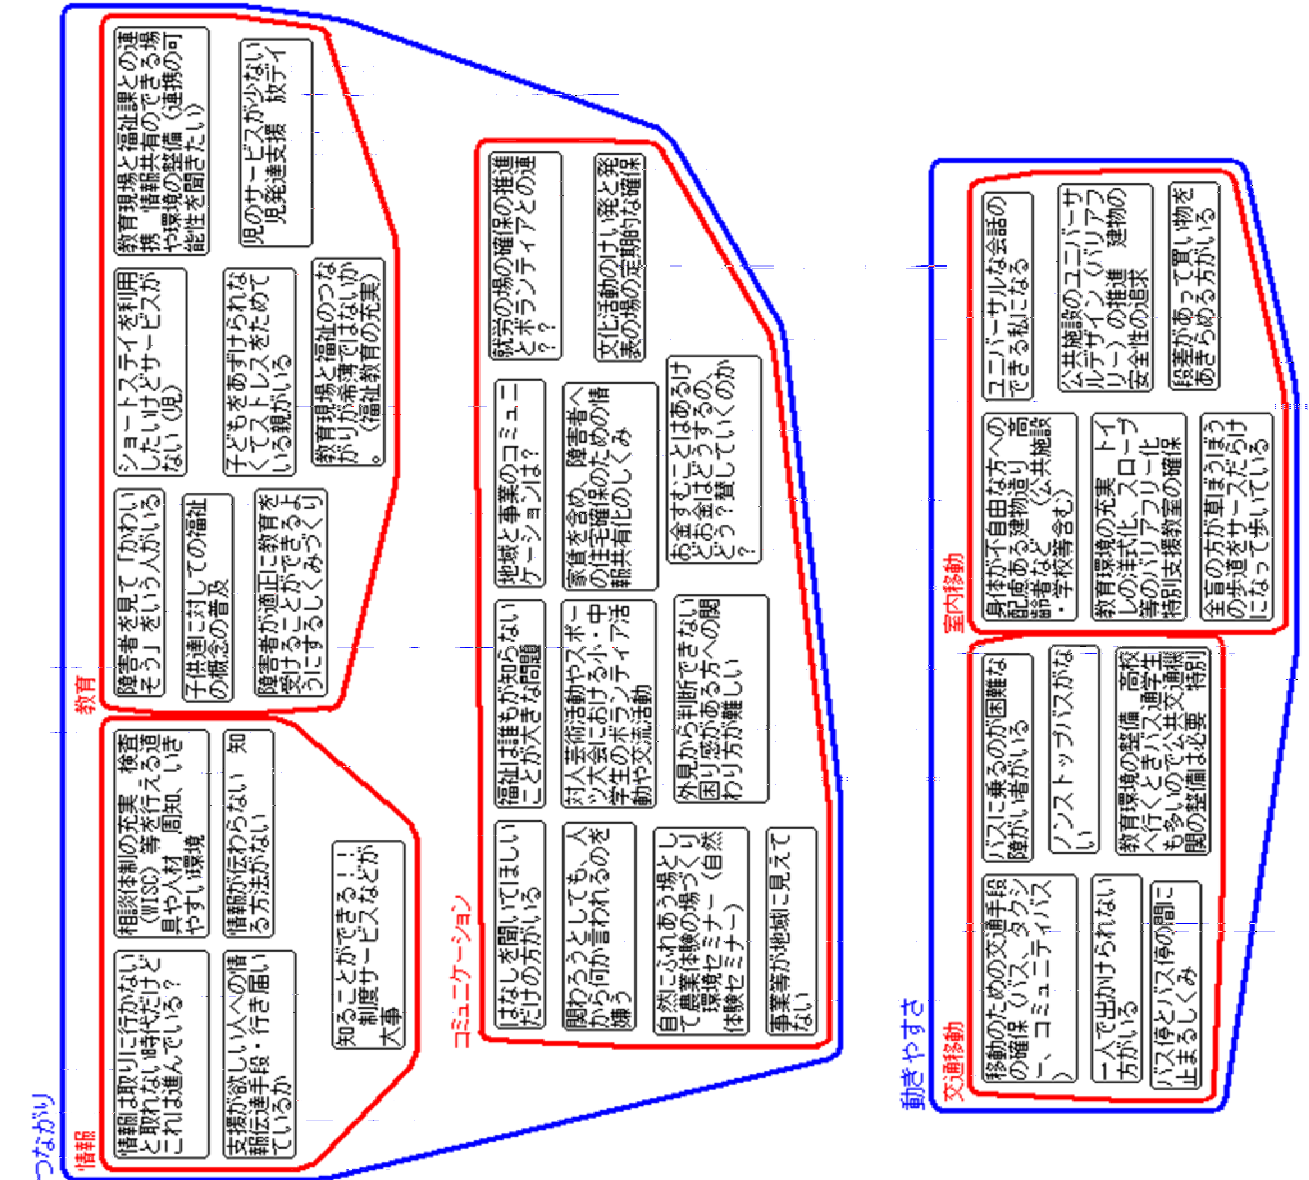 つながり
情報
情報は取りに行かない
と取れない時代だけど
これは進んでいる？
相談体制の充実　検査
（WISC）等を行える道
具や人材　周知、いき
やすい環境
支援が欲しい人への情
報伝達手段・行き届い
ているか
情報が伝わらない　知
る方法がない
知ることができる！！
制度サービスなどが
大事
教育
障害者を見て「かわい
そう」をいう人がいる
ショートステイを利用
したいけどサービスが
ない（児）
教育現場と福祉課との連
携　情報共有のできる場
や環境の整備（連携の可
能性を聞きたい）
子供達に対しての福祉
の概念の普及
子どもをあずけられな
くてストレスをためて
いる親がいる
児のサービスが少ない
児発達支援　放デイ
障害者が適正に教育を
受けることができるよ
うにするしくみづくり
教育現場と福祉のつな
がりが希薄ではないか
。（福祉教育の充実）
コミュニケーション
はなしを聞いてほしい
だけの方がいる
福祉は誰もが知らない
ことが大きな問題
地域と事業のコミュニ
ケーションは？
就労の場の確保の推進
とボランティアとの連
？？
関わろうとしても、人
から何か言われるのを
嫌う
対人芸術活動やスポー
ツ大会における小・中
学生のボランティア活
動や交流活動
家賃を含め、障害者へ
の住宅確保のための情
報共有化のしくみ
文化活動のけい発と発
表の場の定期的な確保
自然にふれあう場とし
て農業体験の場づくり
環境セミナー（自然
体験セミナー）
外見から判断できない
困り感がある方への関
わり方が難しい
お金すむことはあるけ
どお金はどうするの、
どう？賛していくのか
？
事業等が地域に見えて
ない
動きやすさ
交通移動
移動のための交通手段
の確保（バス、タクシ
ー、コミュニティバス
）
バスに乗るのが困難な
障がい者がいる
一人で出かけられない
方がいる
ノンストップバスがな
い
バス停とバス停の間に
止まるしくみ
教育環境の整備　高校
へ行くときバス通学生
も多いので公共交通機
関の整備は必要　特別
室内移動
身体が不自由な方への
配慮ある建物造り　高
齢者など　（公共施設
・学校等含む）
ユニバーサルな会話の
できる私になる
教育環境の充実　トイ
レの洋式化、スロープ
等のバリアフリー化
特別支援教室の確保
公共施設のユニバーサ
ルデザイン（バリアフ
リー）の推進　建物の
安全性の追求
全盲の方が草ぼうぼう
の歩道をサースだらけ
になって歩いている
段差があって買い物を
あきらめる方がいる